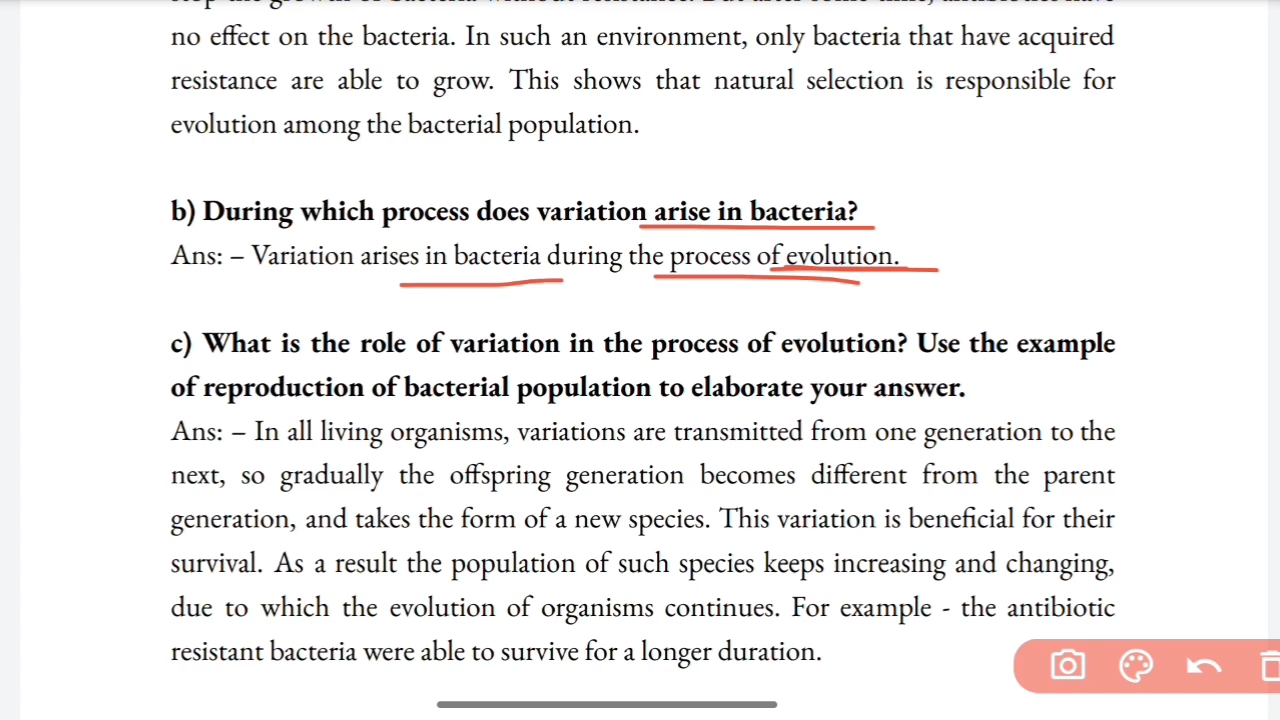 no effect on the bacteria. In such an environment, only bacteria that have acquired
resistance are able to grow. This shows that natural selection is responsible for
evolution among the bacterial population.
b) During which process does variation arise in bacteria?
Ans: – Variation arises in bacteria during the process of evolution.
c) What is the role of variation in the process of evolution? Use the example
of reproduction of bacterial population to elaborate your answer.
Ans: – In all living organisms, variations are transmitted from one generation to the
next, so gradually the offspring generation becomes different from the parent
generation, and takes the form of a new species. This variation is beneficial for their
survival. As a result the population of such species keeps increasing and changing,
due to which the evolution of organisms continues. For example - the antibiotic
resistant bacteria were able to survive for a longer duration.